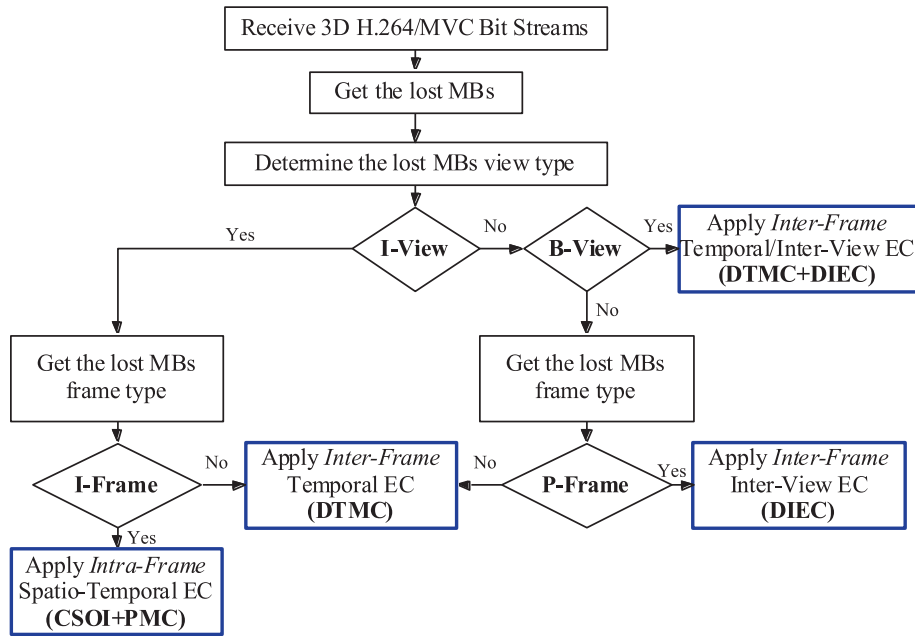 Receive 3D H.264/MVC Bit Streams
Get the lost MBs
Determine the lost MBs view type
Yes
I-View
No
B-View
Yes
Apply Inter-Frame
Temporal/Inter-View EC
(DTMC+DIEC)
No
Get the lost MBs
frame type
Get the lost MBs
frame type
I-Frame
No
Apply Inter-Frame
Temporal EC
(DTMC)
No
P-Frame
Yes
Apply Inter-Frame
Inter-View EC
(DIEC)
Yes
Apply Intra-Frame
Spatio-Temporal EC
(CSOI+PMC)